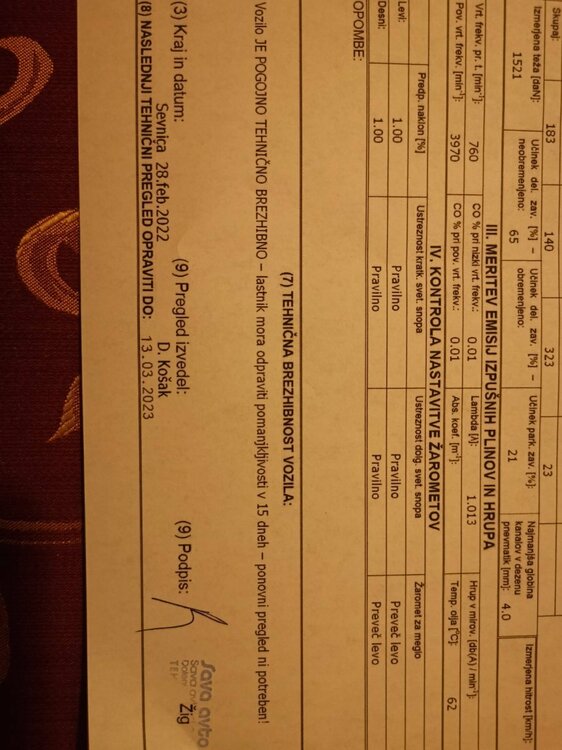 Skupaj: 183 140 323 23
Izmerjena teža [daN]: 1521 Učinek del. zav. [%] – neobremenjeno: 65 Učinek del. zav. [%] – obremenjeno: Učinek park. zav. [%]: 21 Najmanjša globina kanalov v dezenu pnevmatik [mm]: 4.0 Izmerjena hitrost [km/h]:
III. MERITEV EMISIJ IZPUŠNIH PLINOV IN HRUPA
Vrt. frekv. pr. t. [min⁻¹]: 760 CO % pri nizki vrt. frekv.: 0.01 Lambda [λ]: 1.013 Hrup v mirov. [db(A) / min⁻¹]:
Pov. vrt. frekv. [min⁻¹]: 3970 CO % pri pov. vrt. frekv.: 0.01 Abs. koef. [m⁻¹]: Temp. olja [°C]: 62
IV. KONTROLA NASTAVITVE ŽAROMETOV
Predp. naklon [%] Ustreznost kratk. svet. snopa Ustreznost dolg. svet. snopa Žaromet za meglo
Levi: 1.00 Pravilno Pravilno Preveč levo
Desni: 1.00 Pravilno Pravilno Preveč levo
OPOMBE:
(7) TEHNIČNA BREZHIBNOST VOZILA:
Vozilo JE POGOJNO TEHNIČNO BREZHIBNO – lastnik mora odpraviti pomanjkljivosti v 15 dneh – ponovni pregled ni potreben!
(3) Kraj in datum: (9) Pregled izvedel: (9) Podpis: Žig
Sevnica 28.feb.2022 D. Košak
(8) NASLEDNJI TEHNIČNI PREGLED OPRAVITI DO: 13.03.2023
Sava avto